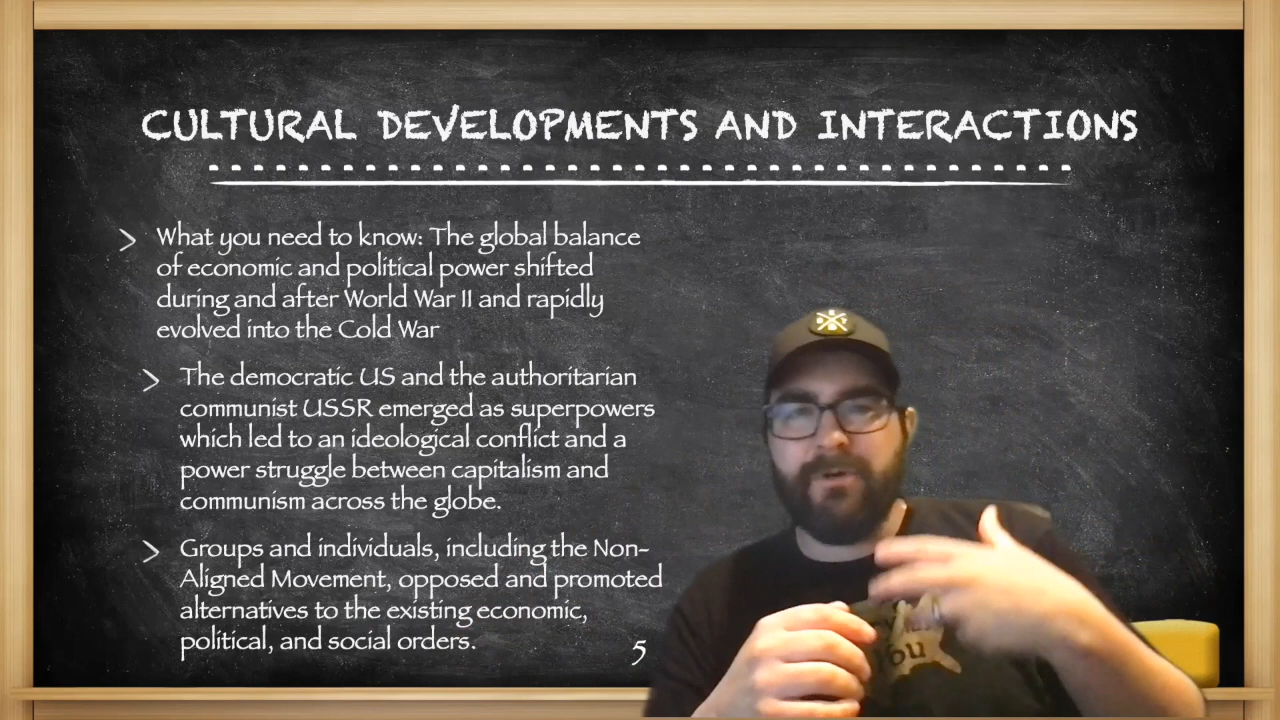 CULTURAL DEVELOPMENTS AND INTERACTIONS
What you need to know: The global balance
of economic and political power shifted
during and after World War II and rapidly
evolved into the Cold War
The democratic US and the authoritarian
communist USSR emerged as superpowers
which led to an ideological conflict and a
power struggle between capitalism and
communism across the globe.
Groups and individuals, including the Non-
Aligned Movement, opposed and promoted
alternatives to the existing economic,
political, and social orders.
5